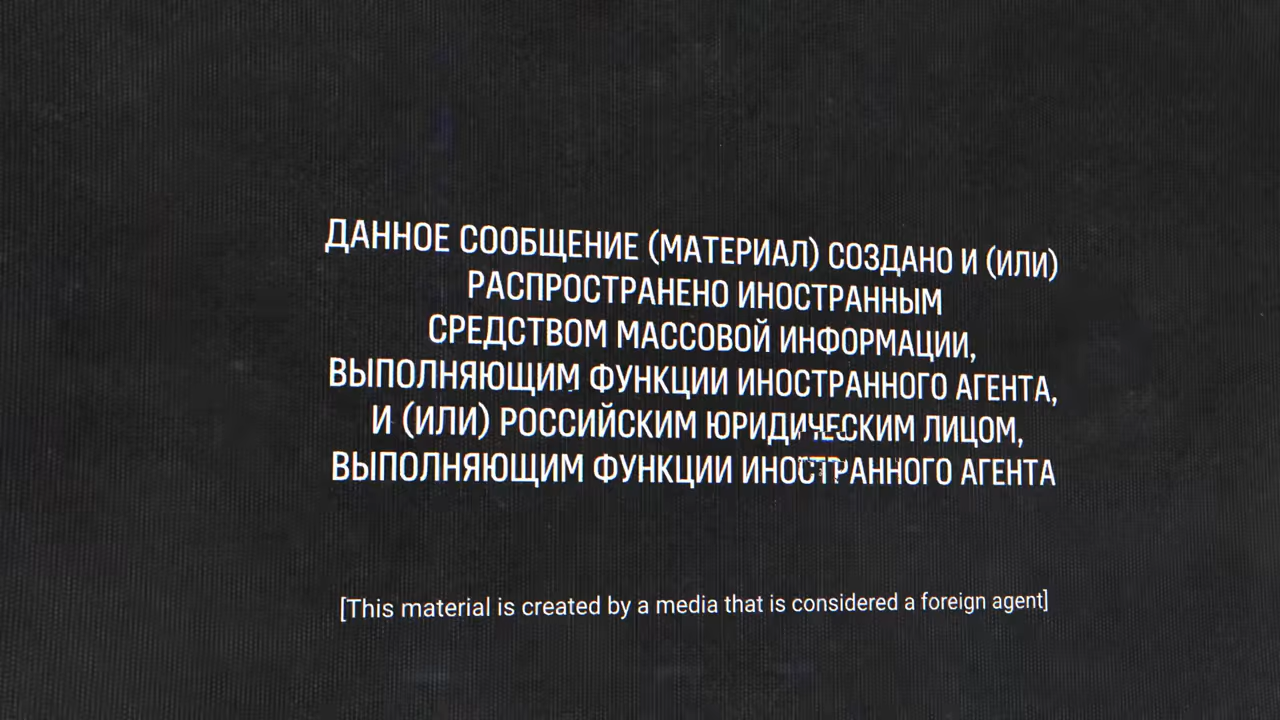 ДАННОЕ СООБЩЕНИЕ (МАТЕРИАЛ) СОЗДАНО И (ИЛИ)
РАСПРОСТРАНЕНО ИНОСТРАННЫМ
СРЕДСТВОМ МАССОВОЙ ИНФОРМАЦИИ,
ВЫПОЛНЯЮЩИМ ФУНКЦИИ ИНОСТРАННОГО АГЕНТА,
И (ИЛИ) РОССИЙСКИМ ЮРИДИЧЕСКИМ ЛИЦОМ,
ВЫПОЛНЯЮЩИМ ФУНКЦИИ ИНОСТРАННОГО АГЕНТА
[This material is created by a media that is considered a foreign agent]